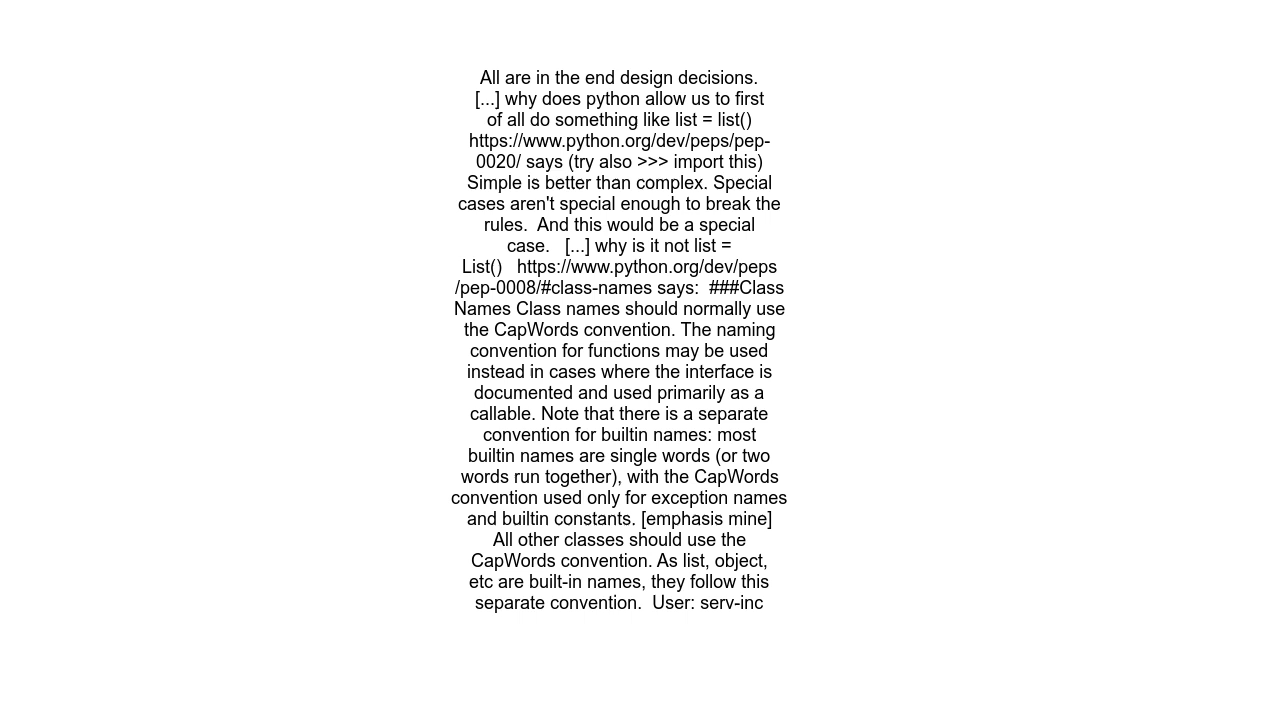 All are in the end design decisions.
[...] why does python allow us to first
of all do something like list = list()
https://www.python.org/dev/peps/pep-
0020/ says (try also >>> import this)
Simple is better than complex. Special
cases aren't special enough to break the
rules.  And this would be a special
case.   [...] why is it not list =
List()   https://www.python.org/dev/peps
/pep-0008/#class-names says:  ###Class
Names Class names should normally use
the CapWords convention. The naming
convention for functions may be used
instead in cases where the interface is
documented and used primarily as a
callable. Note that there is a separate
convention for builtin names: most
builtin names are single words (or two
words run together), with the CapWords
convention used only for exception names
and builtin constants. [emphasis mine]
All other classes should use the
CapWords convention. As list, object,
etc are built-in names, they follow this
separate convention.  User: serv-inc